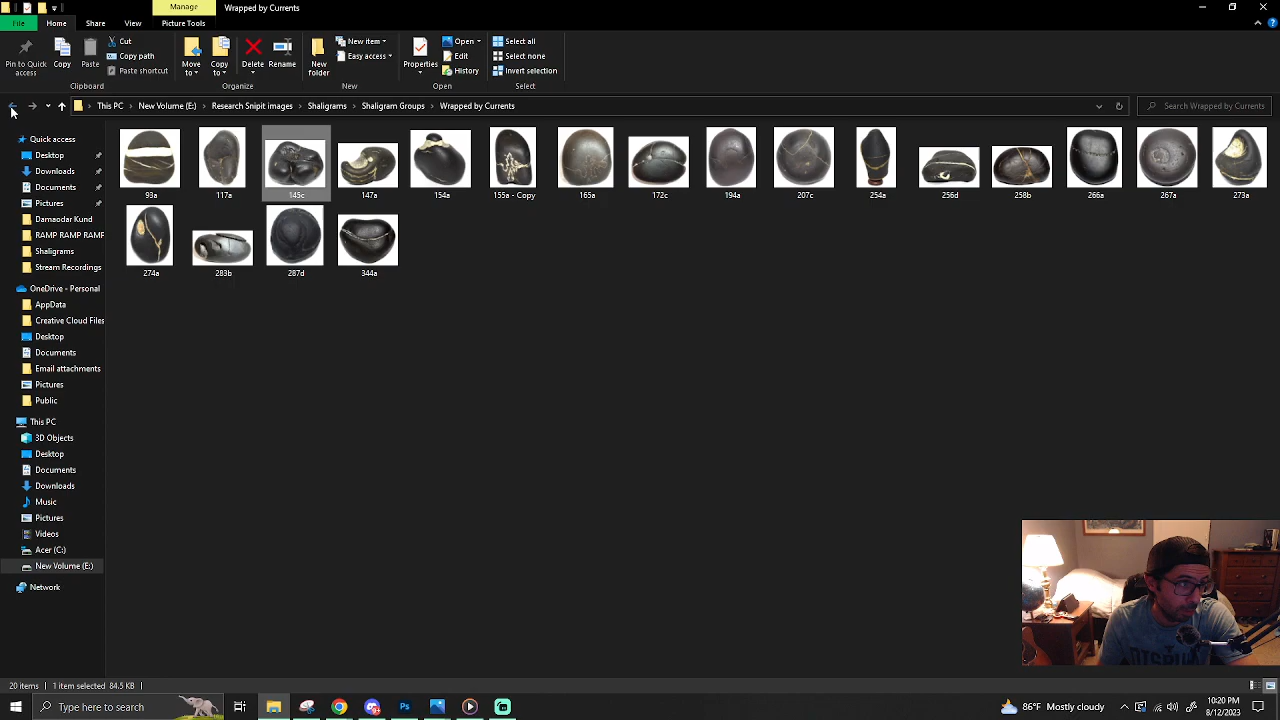 Manage
Wrapped by Currents
File
Home
Share
View
Picture Tools
Pin to Quick access
Copy
Paste
Cut
Copy path
Paste shortcut
Clipboard
Move to
Copy to
Delete
Rename
Organize
New folder
New item
Easy access
New
Properties
Open
Edit
History
Open
Select all
Select none
Invert selection
Select
This PC > New Volume (E:) > Research Snipit images > Shaligrams > Shaligram Groups > Wrapped by Currents
Search Wrapped by Currents
Quick access
Desktop
Downloads
Documents
Pictures
Damaodar Kund
RAMP RAMP RAMP
Shaligrams
Stream Recordings
OneDrive - Personal
AppData
Creative Cloud Files
Desktop
Documents
Email attachments
Pictures
Public
This PC
3D Objects
Desktop
Documents
Downloads
Music
Pictures
Videos
Acer (C:)
New Volume (E:)
Network
93a
117a
145c
147a
154a
155a - Copy
165a
172c
194a
207c
254a
256d
258b
266a
267a
273a
274a
283b
287d
344a
20 items
1 item selected 84.5 KB
Type here to search
86°F Mostly cloudy
10:20 PM
8/12/2023